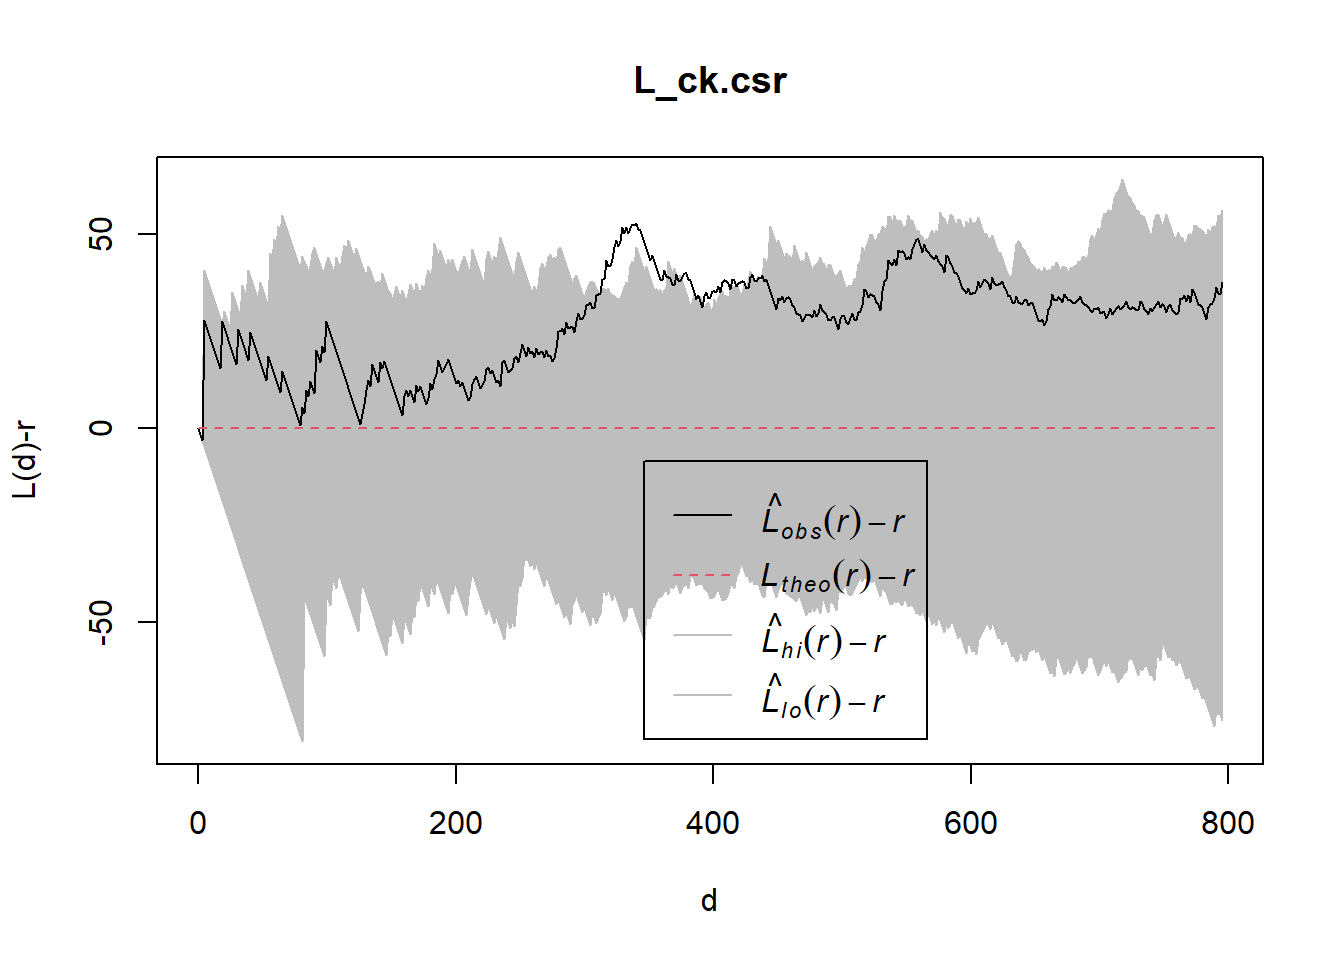 L_ck.csr
L(d)-r
50
0
-50
L̂obs(r) − r
Ltheo(r) − r
L̂hi(r) − r
L̂lo(r) − r
0 200 400 600 800
d